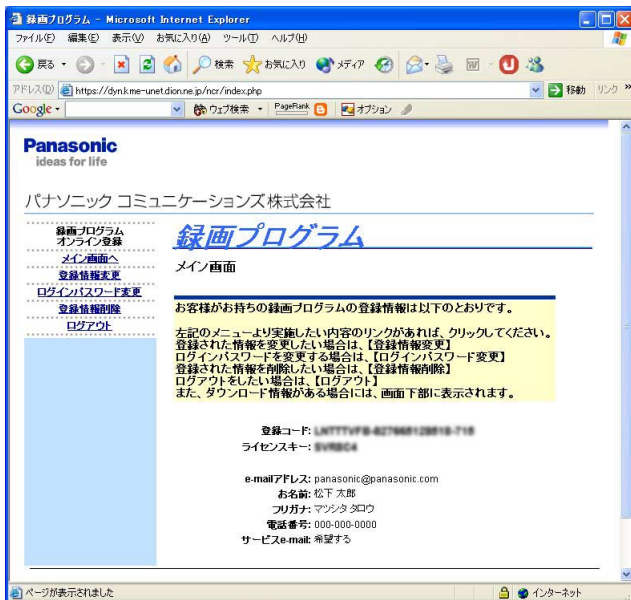 録画プログラム - Microsoft Internet Explorer
ファイル(F) 編集(E) 表示(V) お気に入り(A) ツール(T) ヘルプ(H)
戻る 検索 お気に入り メディア
アドレス(D) https://dyn.kme-unet.dion.ne.jp/ncr/index.php 移動 リンク »
Google ウェブ検索 PageRank オプション
Panasonic
ideas for life
パナソニック コミュニケーションズ株式会社
録画プログラム
オンライン登録
メイン画面へ
登録情報変更
ログインパスワード変更
登録情報削除
ログアウト
録画プログラム
メイン画面
お客様がお持ちの録画プログラムの登録情報は以下のとおりです。
左記のメニューより実施したい内容のリンクがあれば、クリックしてください。
登録された情報を変更したい場合は、【登録情報変更】
ログインパスワードを変更する場合は、【ログインパスワード変更】
登録された情報を削除したい場合は、【登録情報削除】
ログアウトをしたい場合は、【ログアウト】
また、ダウンロード情報がある場合には、画面下部に表示されます。
登録コード:
ライセンスキー:
e-mailアドレス: panasonic@panasonic.com
お名前: 松下 太郎
フリガナ: マツシタ タロウ
電話番号: 000-000-0000
サービスe-mail: 希望する
ページが表示されました インターネット